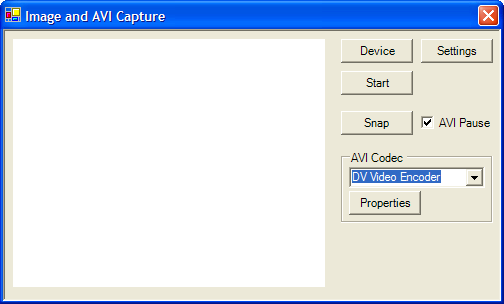 Image and AVI Capture
Device
Settings
Start
Snap
AVI Pause
AVI Codec
DV Video Encoder
Properties